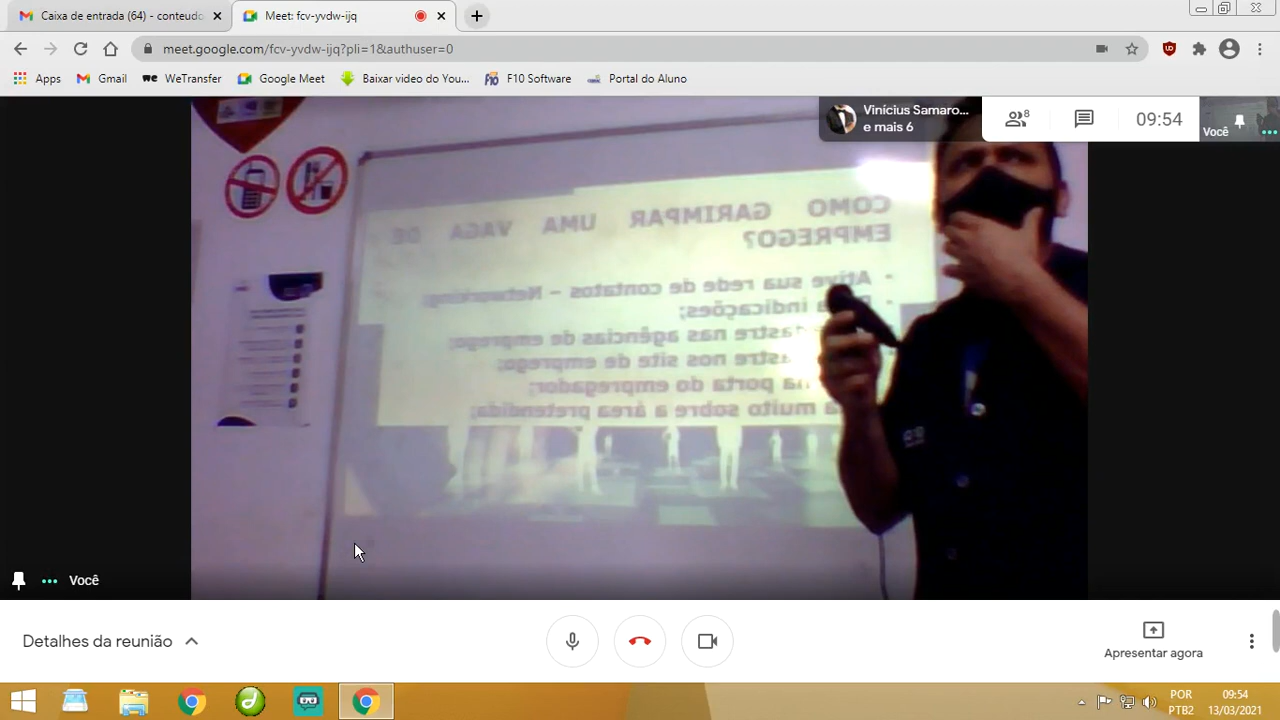 Caixa de entrada (64) - conteudo
Meet: fcv-yvdw-ijq
meet.google.com/fcv-yvdw-ijq?pli=1&authuser=0
Apps
Gmail
WeTransfer
Google Meet
Baixar video do You...
F10 Software
Portal do Aluno
Vinícius Samaro...
e mais 6
8
09:54
Você
COMO GARIMPAR UMA VAGA DE
EMPREGO?
- Ative sua rede de contatos – Networking;
- indicações;
nas agências de emprego;
nos site de emprego;
porta do empregador;
muito sobre a área pretendida;
Você
Detalhes da reunião
Apresentar agora
POR
PTB2
09:54
13/03/2021